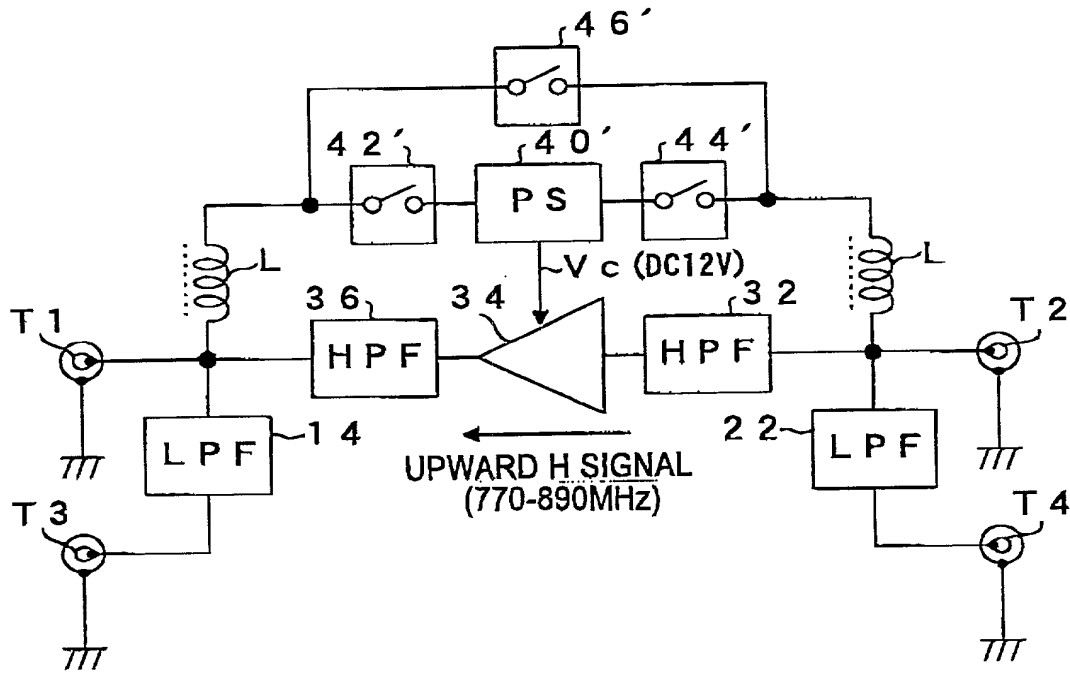 46'
42'
40'
44'
PS
L
Vc (DC12V)
L
T1
36
34
32
T2
HPF
HPF
14
22
LPF
LPF
UPWARD H SIGNAL
(770-890MHz)
T3
T4